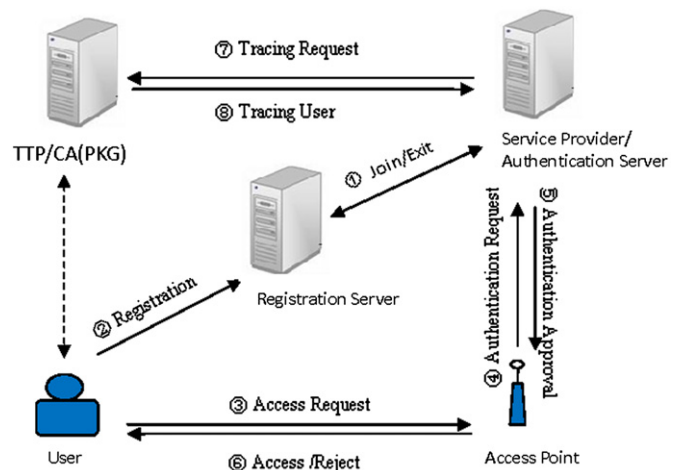 ⑦ Tracing Request
⑧ Tracing User
TTP/CA(PKG)
Service Provider/
Authentication Server
① Join/Exit
Registration Server
② Registration
④ Authentication Request
⑤ Authentication Approval
③ Access Request
⑥ Access /Reject
User
Access Point